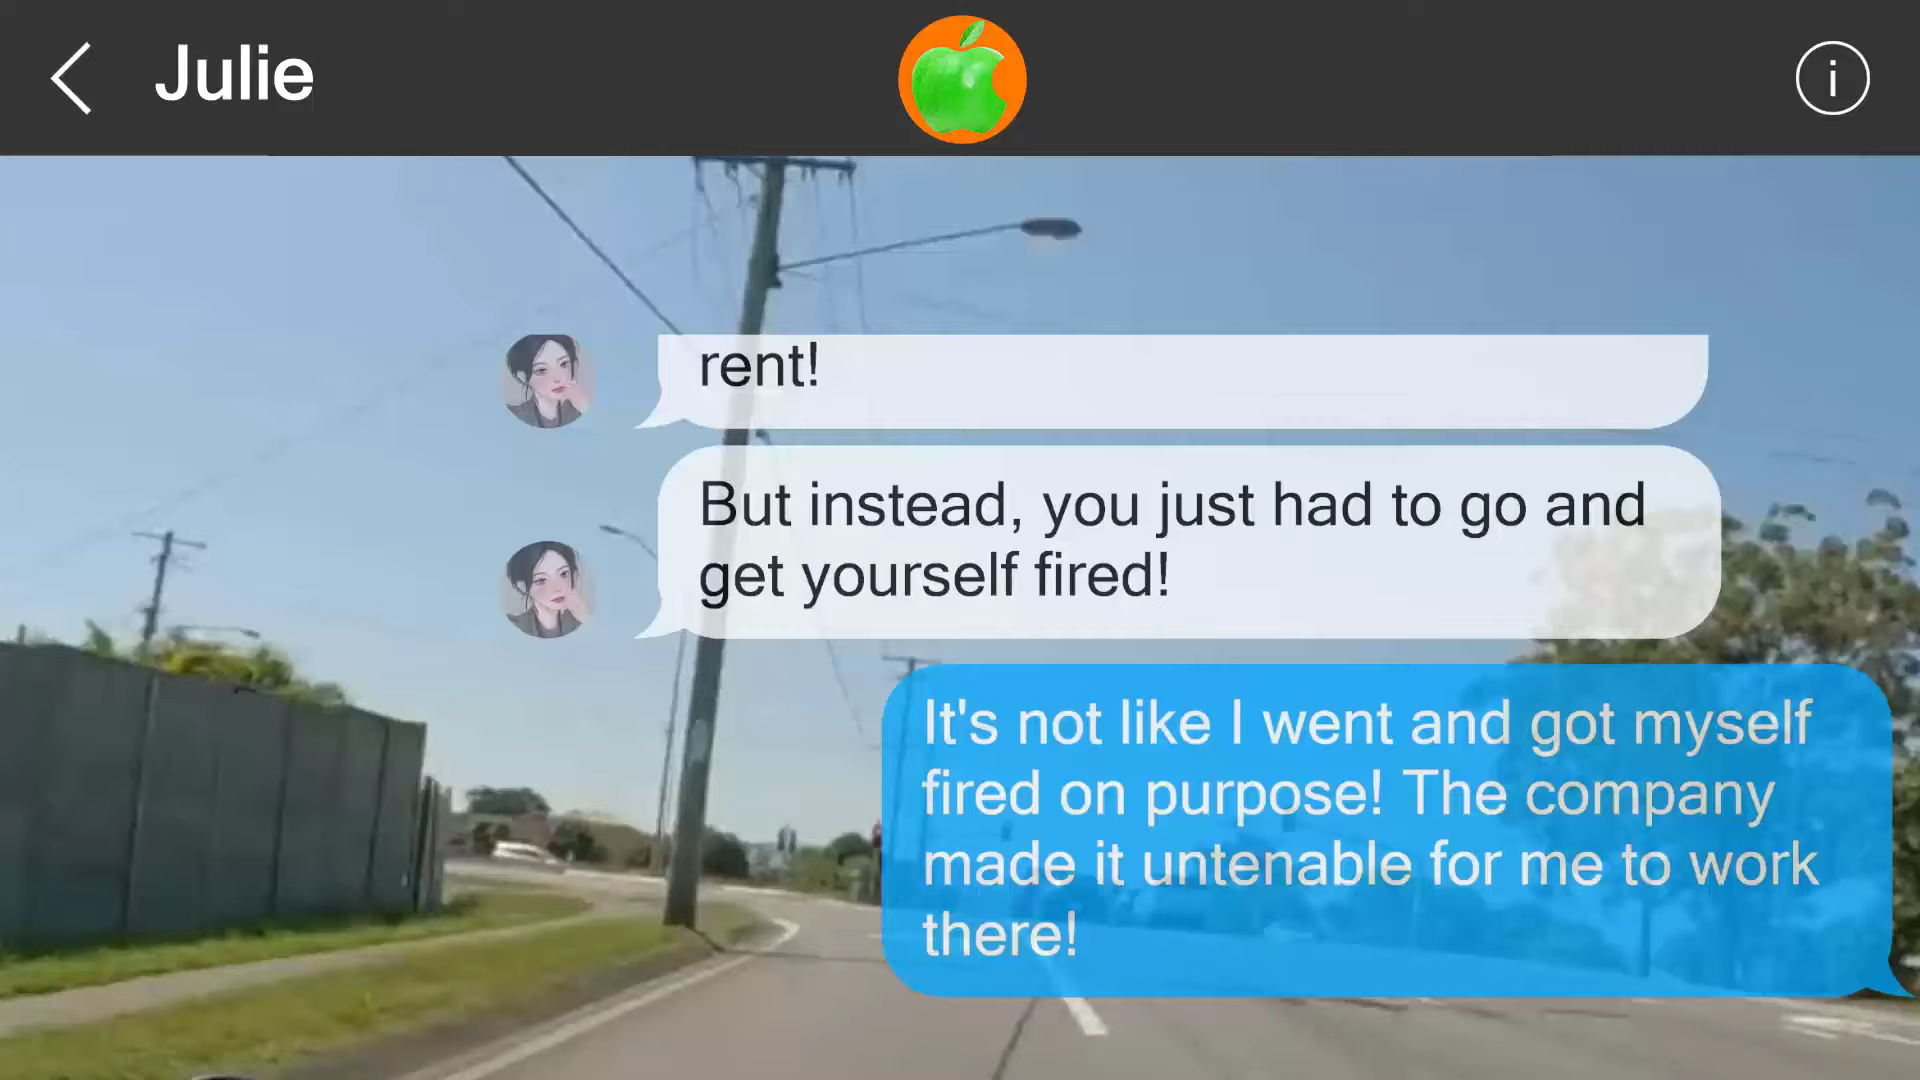 Julie
rent!
But instead, you just had to go and
get yourself fired!
It's not like I went and got myself
fired on purpose! The company
made it untenable for me to work
there!